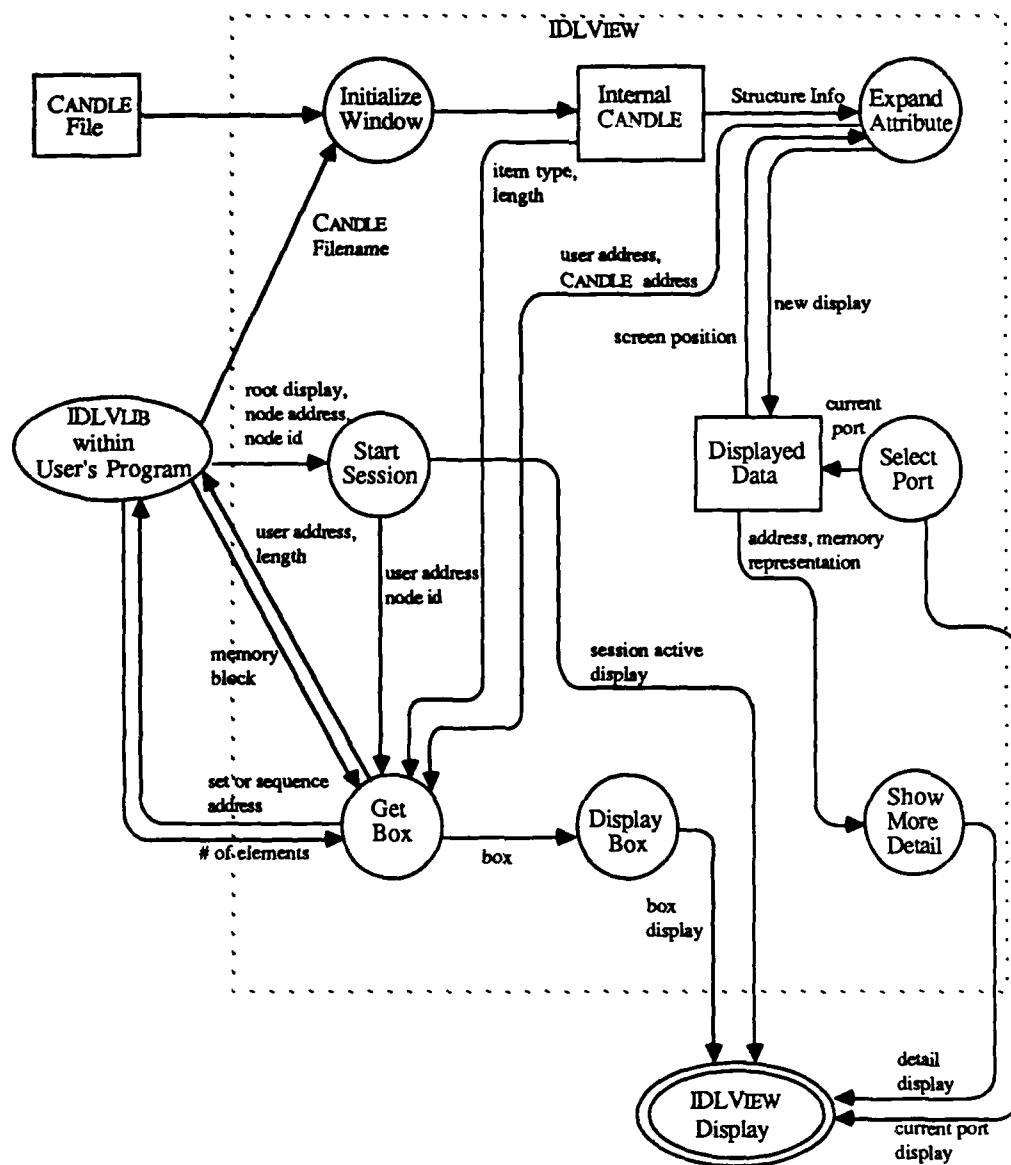 IDLVIEW
CANDLE
File
Initialize
Window
Internal
CANDLE
Structure Info
Expand
Attribute
item type,
length
CANDLE
Filename
user address,
CANDLE address
new display
screen position
IDLVLIB
within
User's Program
root display,
node address,
node id
Start
Session
current
port
Displayed
Data
Select
Port
user address,
length
user address
node id
address, memory
representation
memory
block
session active
display
set or sequence
address
# of elements
Get
Box
box
Display
Box
Show
More
Detail
box
display
detail
display
IDLVIEW
Display
current port
display